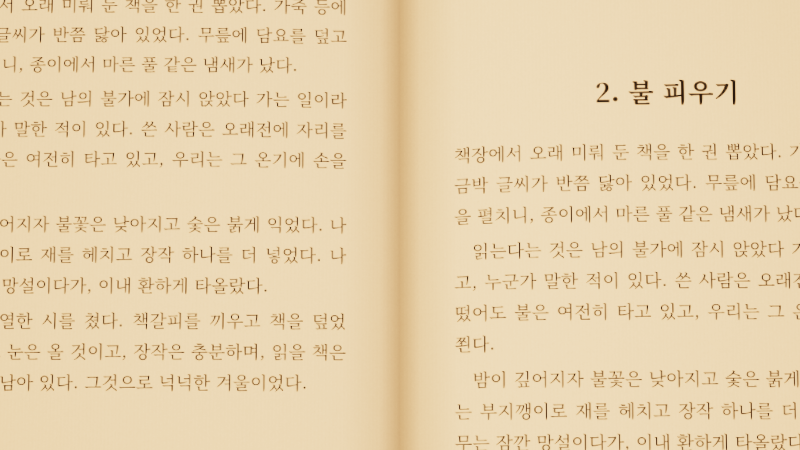 서 오래 미뤄 둔 책을 한 권 뽑았다. 가죽 등에
글씨가 반쯤 닳아 있었다. 무릎에 담요를 덮고
니, 종이에서 마른 풀 같은 냄새가 났다.
는 것은 남의 불가에 잠시 앉았다 가는 일이라
말한 적이 있다. 쓴 사람은 오래전에 자리를
은 여전히 타고 있고, 우리는 그 온기에 손을
어지자 불꽃은 낮아지고 숯은 붉게 익었다. 나
이로 재를 헤치고 장작 하나를 더 넣었다. 나
망설이다가, 이내 환하게 타올랐다.
열한 시를 쳤다. 책갈피를 끼우고 책을 덮었
눈은 올 것이고, 장작은 충분하며, 읽을 책은
남아 있다. 그것으로 넉넉한 겨울이었다.
2. 불 피우기
책장에서 오래 미뤄 둔 책을 한 권 뽑았다.
금박 글씨가 반쯤 닳아 있었다. 무릎에 담요
을 펼치니, 종이에서 마른 풀 같은 냄새가 났다
읽는다는 것은 남의 불가에 잠시 앉았다
고, 누군가 말한 적이 있다. 쓴 사람은 오래전
떴어도 불은 여전히 타고 있고, 우리는 그
쬔다.
밤이 깊어지자 불꽃은 낮아지고 숯은 붉게
는 부지깽이로 재를 헤치고 장작 하나를 더
무는 잠깐 망설이다가, 이내 환하게 타올랐다